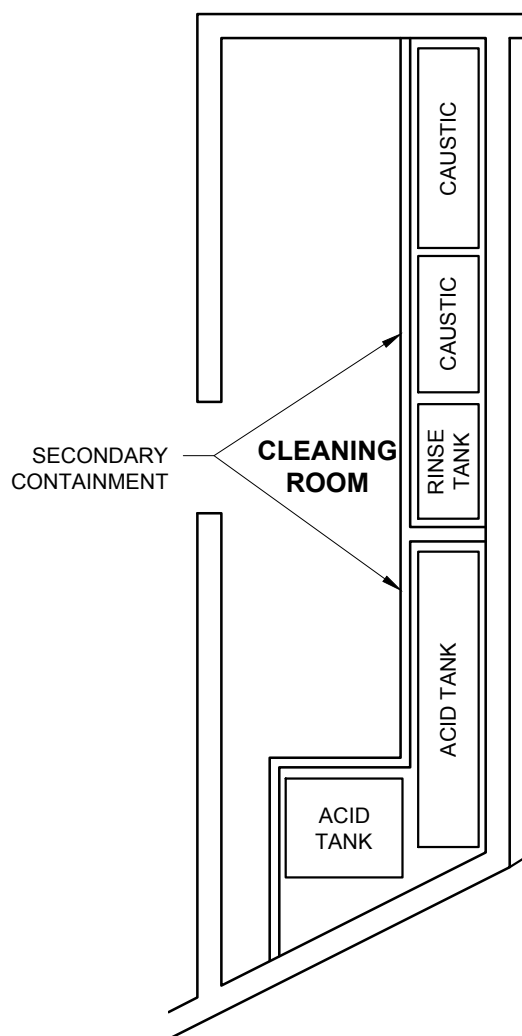 CAUSTIC
CAUSTIC
SECONDARY
CONTAINMENT
CLEANING
ROOM
RINSE
TANK
ACID TANK
ACID
TANK